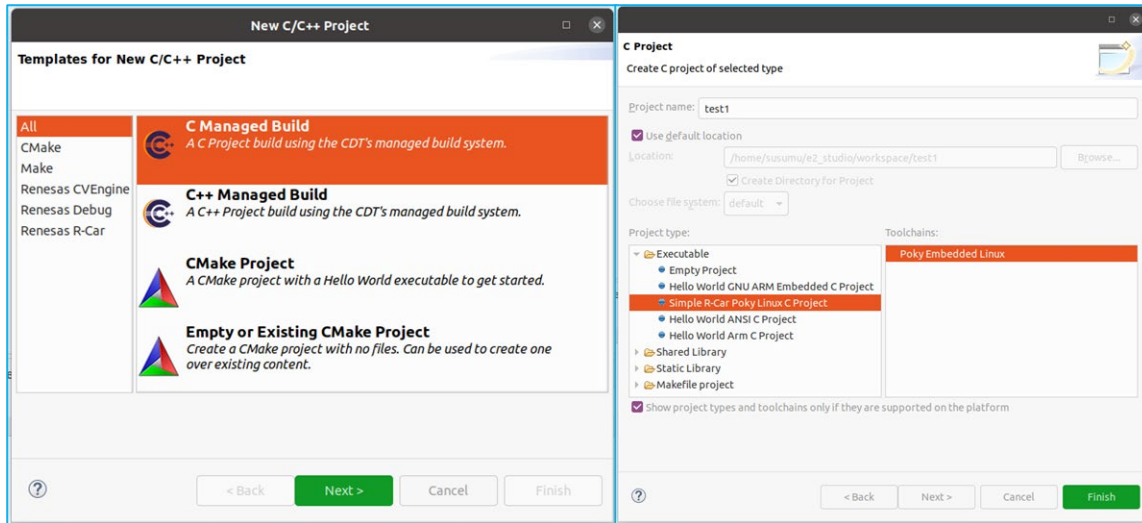 New C/C++ Project
Templates for New C/C++ Project
All
CMake
Make
Renesas CVEngine
Renesas Debug
Renesas R-Car
C Managed Build
A C Project build using the CDT's managed build system.
C++ Managed Build
A C++ Project build using the CDT's managed build system.
CMake Project
A CMake project with a Hello World executable to get started.
Empty or Existing CMake Project
Create a CMake project with no files. Can be used to create one
over existing content.
?
< Back
Next >
Cancel
Finish
C Project
Create C project of selected type
Project name:
test1
Use default location
Location:
/home/susumu/e2_studio/workspace/test1
Browse...
Create Directory for Project
Choose file system:
default
Project type:
Executable
Empty Project
Hello World GNU ARM Embedded C Project
Simple R-Car Poky Linux C Project
Hello World ANSI C Project
Hello World Arm C Project
Shared Library
Static Library
Makefile project
Toolchains:
Poky Embedded Linux
Show project types and toolchains only if they are supported on the platform
?
< Back
Next >
Cancel
Finish